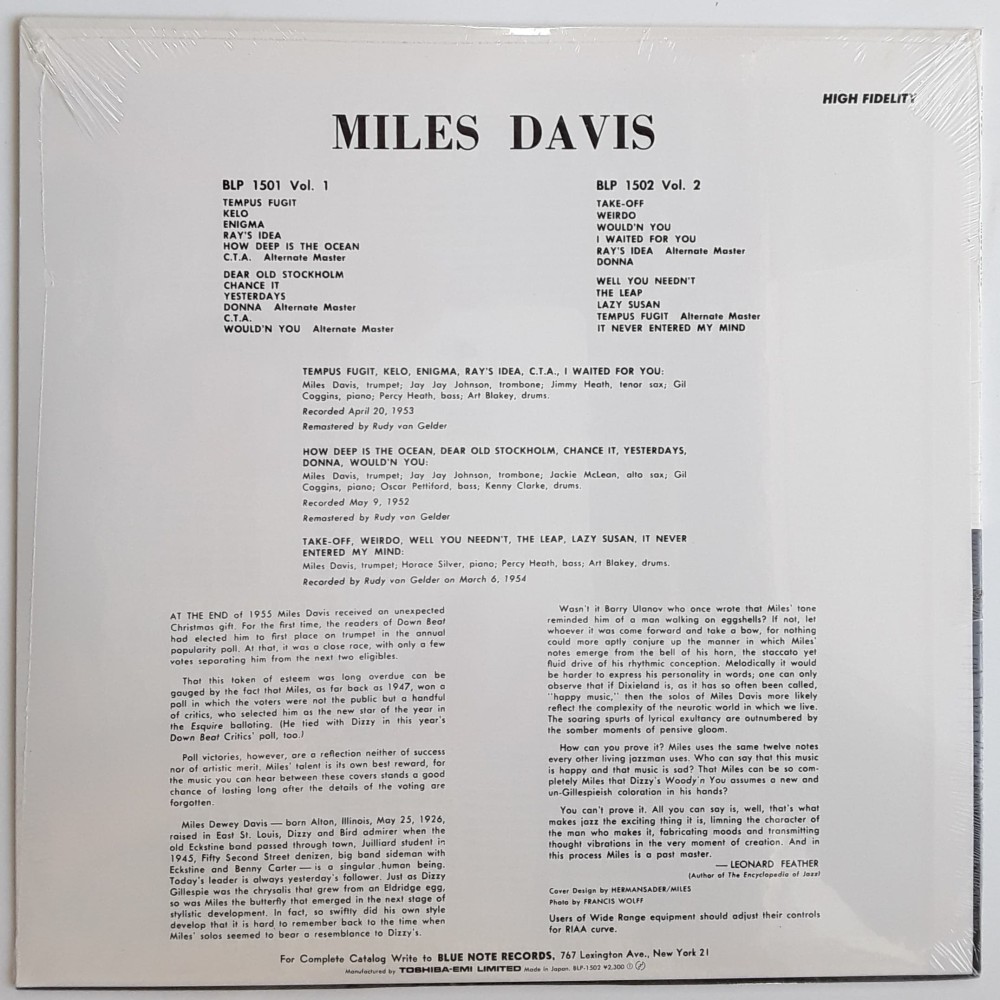 HIGH FIDELITY
MILES DAVIS
BLP 1501 Vol. 1
TEMPUS FUGIT
KELO
ENIGMA
RAY'S IDEA
HOW DEEP IS THE OCEAN
C.T.A. Alternate Master
DEAR OLD STOCKHOLM
CHANCE IT
YESTERDAYS
DONNA Alternate Master
C.T.A.
WOULD'N YOU Alternate Master
BLP 1502 Vol. 2
TAKE-OFF
WEIRDO
WOULD'N YOU
I WAITED FOR YOU
RAY'S IDEA Alternate Master
DONNA
WELL YOU NEEDN'T
THE LEAP
LAZY SUSAN
TEMPUS FUGIT Alternate Master
IT NEVER ENTERED MY MIND
TEMPUS FUGIT, KELO, ENIGMA, RAY'S IDEA, C.T.A., I WAITED FOR YOU:
Miles Davis, trumpet; Jay Jay Johnson, trombone; Jimmy Heath, tenor sax; Gil
Coggins, piano; Percy Heath, bass; Art Blakey, drums.
Recorded April 20, 1953
Remastered by Rudy van Gelder
HOW DEEP IS THE OCEAN, DEAR OLD STOCKHOLM, CHANCE IT, YESTERDAYS,
DONNA, WOULD'N YOU:
Miles Davis, trumpet; Jay Jay Johnson, trombone; Jackie McLean, alto sax; Gil
Coggins, piano; Oscar Pettiford, bass; Kenny Clarke, drums.
Recorded May 9, 1952
Remastered by Rudy van Gelder
TAKE-OFF, WEIRDO, WELL YOU NEEDN'T, THE LEAP, LAZY SUSAN, IT NEVER
ENTERED MY MIND:
Miles Davis, trumpet; Horace Silver, piano; Percy Heath, bass; Art Blakey, drums.
Recorded by Rudy van Gelder on March 6, 1954
AT THE END of 1955 Miles Davis received an unexpected
Christmas gift. For the first time, the readers of Down Beat
had elected him to first place on trumpet in the annual
popularity poll. At that, it was a close race, with only a few
votes separating him from the next two eligibles.
That this token of esteem was long overdue can be
gauged by the fact that Miles, as far back as 1947, won a
poll in which the voters were not the public but a handful
of critics, who selected him as the new star of the year in
the Esquire balloting. (He tied with Dizzy in this year's
Down Beat Critics' poll, too.)
Poll victories, however, are a reflection neither of success
nor of artistic merit. Miles' talent is its own best reward, for
the music you can hear between these covers stands a good
chance of lasting long after the details of the voting are
forgotten.
Miles Dewey Davis — born Alton, Illinois, May 25, 1926,
raised in East St. Louis, Dizzy and Bird admirer when the
old Eckstine band passed through town, Juilliard student in
1945, Fifty Second Street denizen, big band sideman with
Eckstine and Benny Carter — is a singular human being.
Today's leader is always yesterday's follower. Just as Dizzy
Gillespie was the chrysalis that grew from an Eldridge egg,
so was Miles the butterfly that emerged in the next stage of
stylistic development. In fact, so swiftly did his own style
develop that it is hard to remember back to the time when
Miles' solos seemed to bear a resemblance to Dizzy's.
Wasn't it Barry Ulanov who once wrote that Miles' tone
reminded him of a man walking on eggshells? If not, let
whoever it was come forward and take a bow, for nothing
could more aptly conjure up the manner in which Miles'
notes emerge from the bell of his horn, the staccato yet
fluid drive of his rhythmic conception. Melodically it would
be harder to express his personality in words; one can only
observe that if Dixieland is, as it has so often been called,
"happy music," then the solos of Miles Davis more likely
reflect the complexity of the neurotic world in which we live.
The soaring spurts of lyrical exultancy are outnumbered by
the somber moments of pensive gloom.
How can you prove it? Miles uses the same twelve notes
every other living jazzman uses. Who can say that this music
is happy and that music is sad? That Miles can be so com-
pletely Miles that Dizzy's Woody'n You assumes a new and
un-Gillespieish coloration in his hands?
You can't prove it. All you can say is, well, that's what
makes jazz the exciting thing it is, limning the character of
the man who makes it, fabricating moods and transmitting
thought vibrations in the very moment of creation. And in
this process Miles is a past master.
— LEONARD FEATHER
(Author of The Encyclopedia of Jazz)
Cover Design by HERMANSADER/MILES
Photo by FRANCIS WOLFF
Users of Wide Range equipment should adjust their controls
for RIAA curve.
For Complete Catalog Write to BLUE NOTE RECORDS, 767 Lexington Ave., New York 21
Manufactured by TOSHIBA-EMI LIMITED Made in Japan. BLP-1502 ¥2,300 Ⓘ Ⓟ